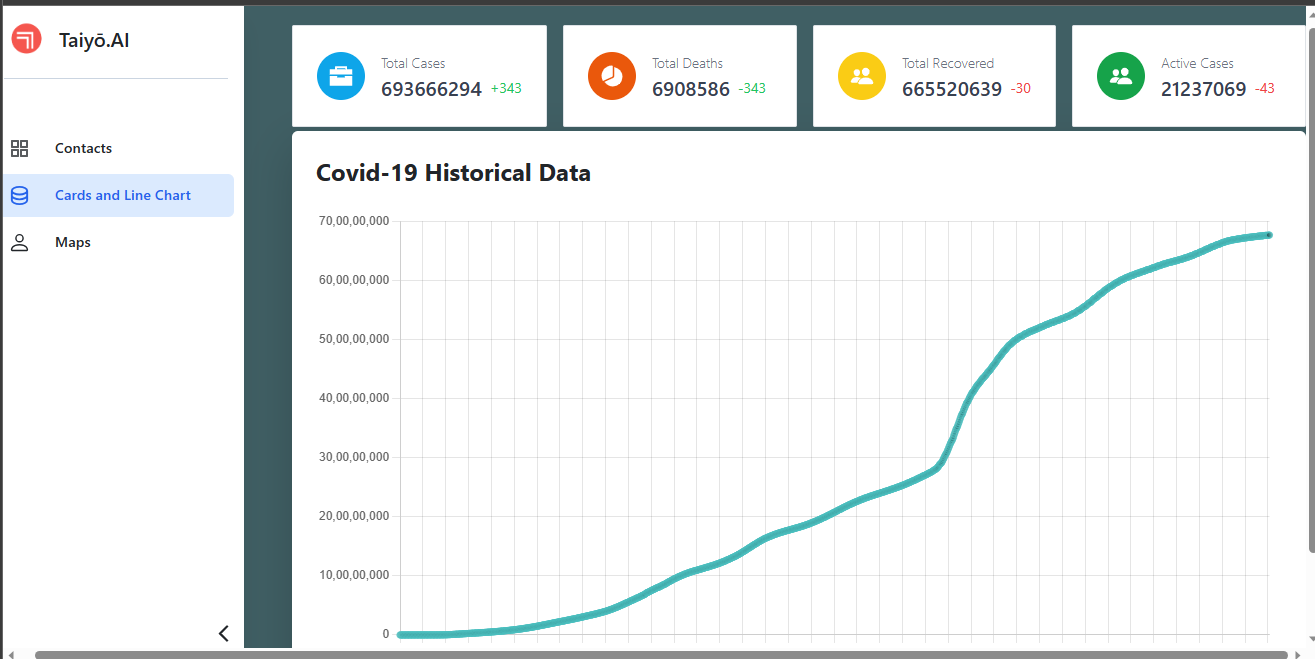 Taiyō.AI
Contacts
Cards and Line Chart
Maps
Total Cases
693666294 +343
Total Deaths
6908586 -343
Total Recovered
665520639 -30
Active Cases
21237069 -43
Covid-19 Historical Data
70,00,00,000
60,00,00,000
50,00,00,000
40,00,00,000
30,00,00,000
20,00,00,000
10,00,00,000
0